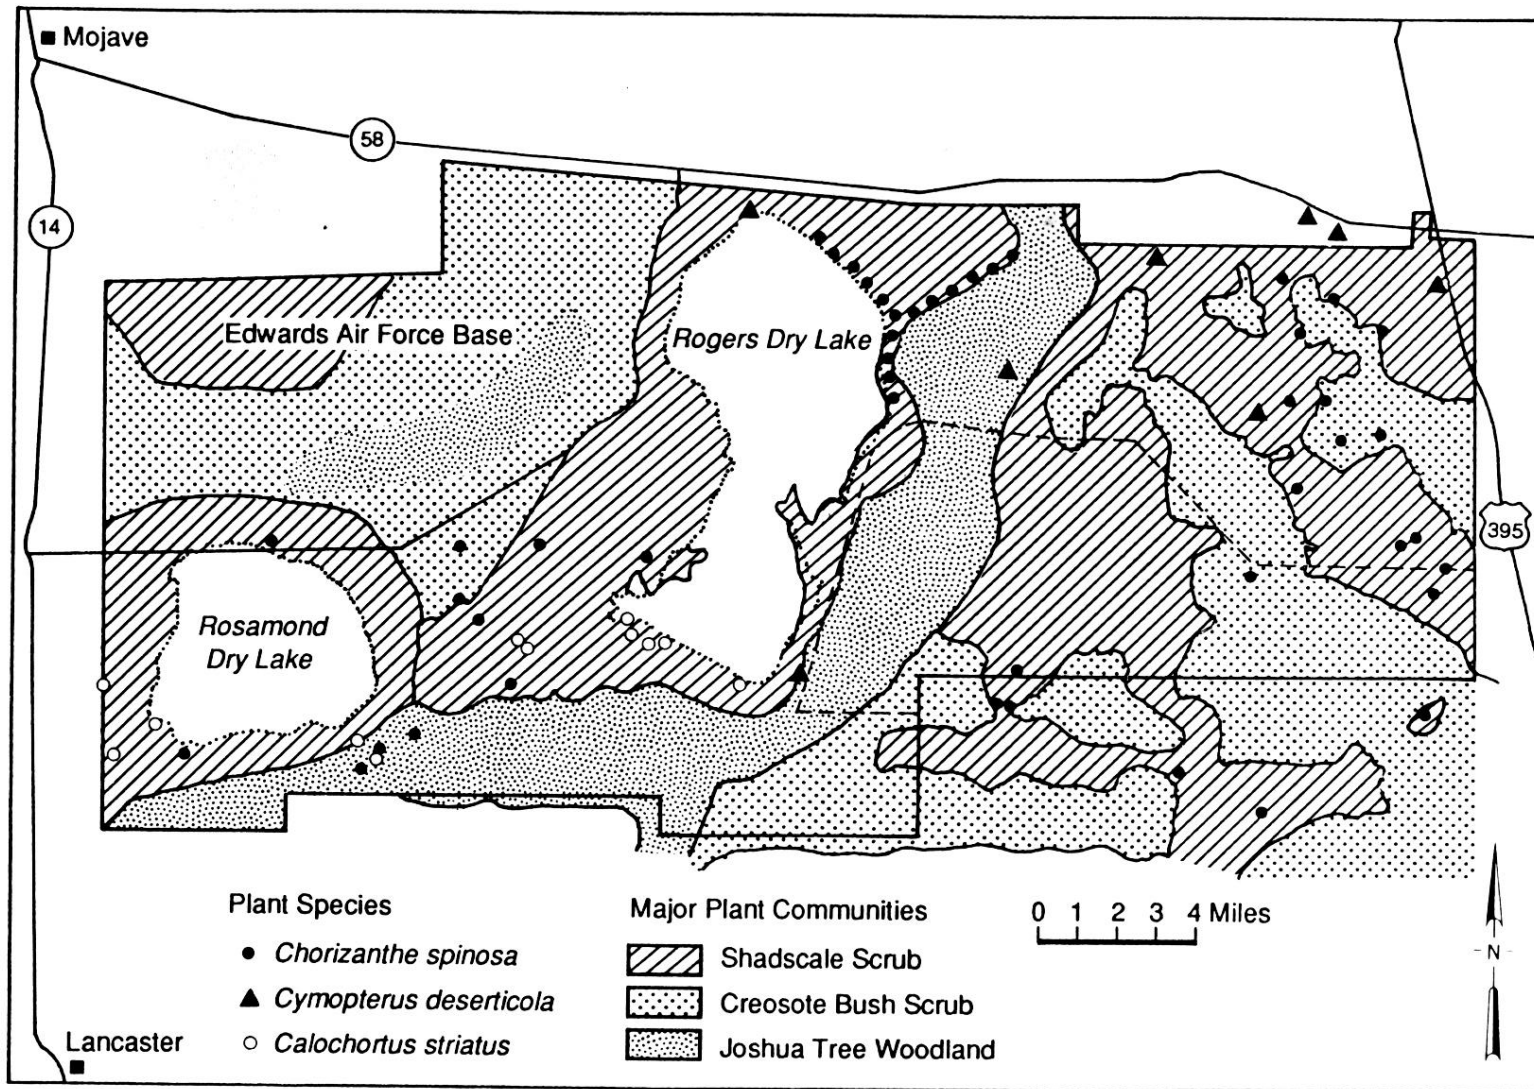 Mojave
58
14
Edwards Air Force Base
Rogers Dry Lake
395
Rosamond
Dry Lake
Plant Species
Chorizanthe spinosa
Cymopterus deserticola
Calochortus striatus
Major Plant Communities
Shadscale Scrub
Creosote Bush Scrub
Joshua Tree Woodland
0 1 2 3 4 Miles
N
Lancaster